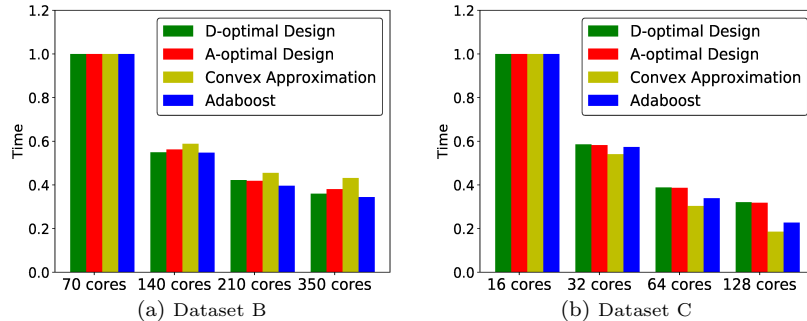 1.2
1.0
0.8
0.6
0.4
0.2
0.0
Time
D-optimal Design
A-optimal Design
Convex Approximation
Adaboost
70 cores 140 cores 210 cores 350 cores
(a) Dataset B
1.2
1.0
0.8
0.6
0.4
0.2
0.0
Time
D-optimal Design
A-optimal Design
Convex Approximation
Adaboost
16 cores 32 cores 64 cores 128 cores
(b) Dataset C